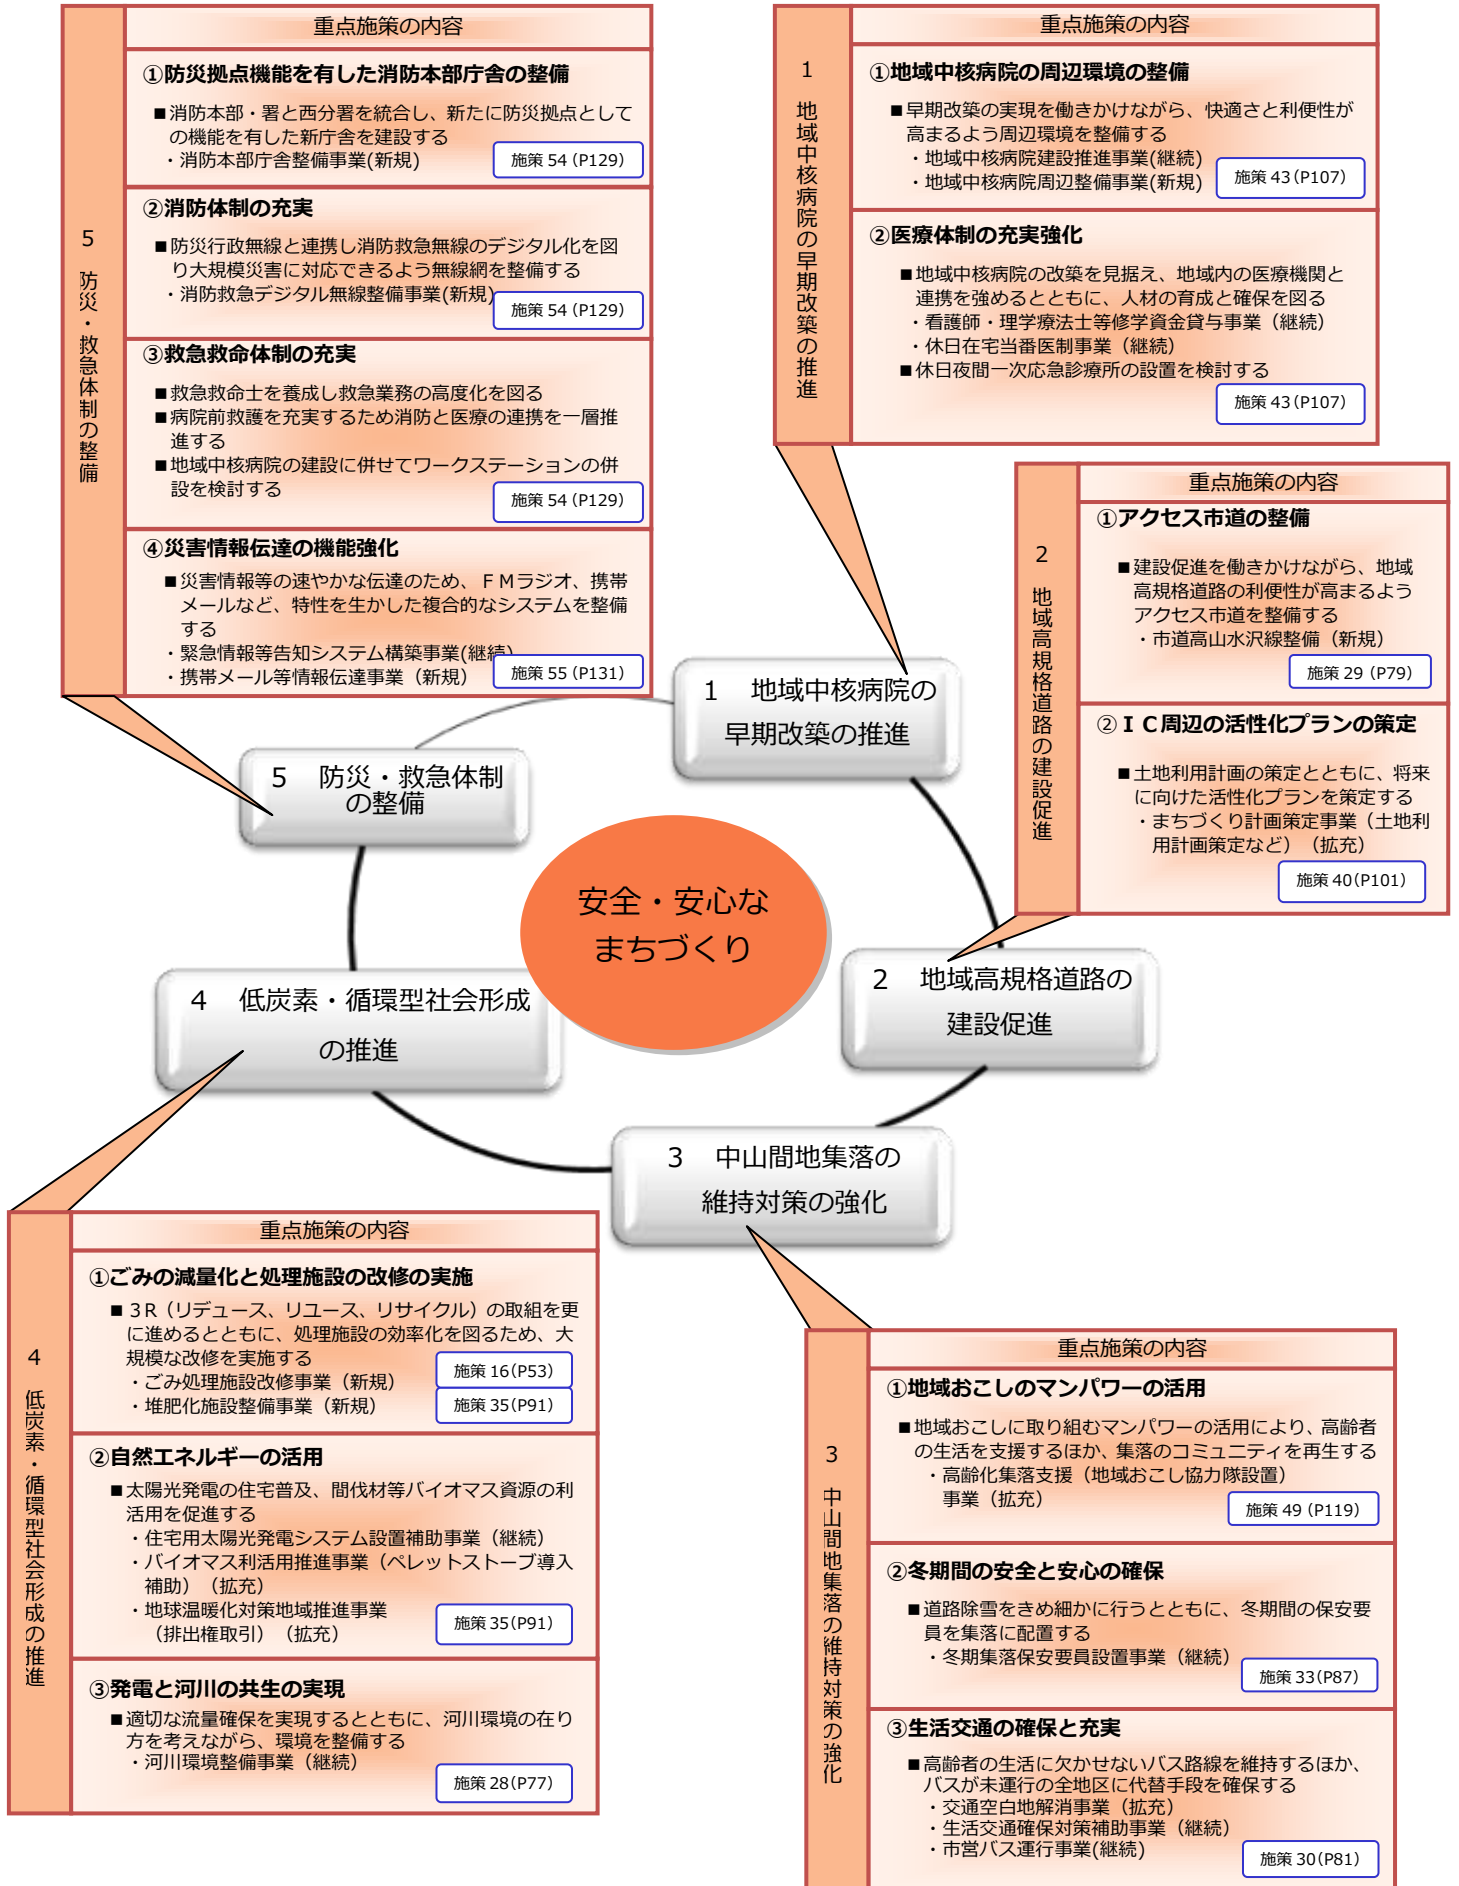 5　防災・救急体制の整備
重点施策の内容
①防災拠点機能を有した消防本部庁舎の整備
■消防本部・署と西分署を統合し、新たに防災拠点として
の機能を有した新庁舎を建設する
・消防本部庁舎整備事業(新規)
施策 54（P129）
②消防体制の充実
■防災行政無線と連携し消防救急無線のデジタル化を図
り大規模災害に対応できるよう無線網を整備する
・消防救急デジタル無線整備事業(新規)
施策 54（P129）
③救急救命体制の充実
■救急救命士を養成し救急業務の高度化を図る
■病院前救護を充実するため消防と医療の連携を一層推
進する
■地域中核病院の建設に併せてワークステーションの併
設を検討する
施策 54（P129）
④災害情報伝達の機能強化
■災害情報等の速やかな伝達のため、ＦＭラジオ、携帯
メールなど、特性を生かした複合的なシステムを整備
する
・緊急情報等告知システム構築事業(継続)
・携帯メール等情報伝達事業（新規）
施策 55（P131）
1　地域中核病院の早期改築の推進
重点施策の内容
①地域中核病院の周辺環境の整備
■早期改築の実現を働きかけながら、快適さと利便性が
高まるよう周辺環境を整備する
・地域中核病院建設推進事業(継続)
・地域中核病院周辺整備事業(新規)
施策 43（P107）
②医療体制の充実強化
■地域中核病院の改築を見据え、地域内の医療機関と
連携を強めるとともに、人材の育成と確保を図る
・看護師・理学療法士等修学資金貸与事業（継続）
・休日在宅当番医制事業（継続）
■休日夜間一次応急診療所の設置を検討する
施策 43（P107）
2　地域高規格道路の建設促進
重点施策の内容
①アクセス市道の整備
■建設促進を働きかけながら、地域
高規格道路の利便性が高まるよう
アクセス市道を整備する
・市道高山水沢線整備（新規）
施策 29（P79）
②ＩＣ周辺の活性化プランの策定
■土地利用計画の策定とともに、将来
に向けた活性化プランを策定する
・まちづくり計画策定事業（土地利
用計画策定など）（拡充）
施策 40（P101）
1　地域中核病院の
早期改築の推進
5　防災・救急体制
の整備
安全・安心な
まちづくり
2　地域高規格道路の
建設促進
4　低炭素・循環型社会形成
の推進
3　中山間地集落の
維持対策の強化
4　低炭素・循環型社会形成の推進
重点施策の内容
①ごみの減量化と処理施設の改修の実施
■３R（リデュース、リユース、リサイクル）の取組を更
に進めるとともに、処理施設の効率化を図るため、大
規模な改修を実施する
・ごみ処理施設改修事業（新規）
・堆肥化施設整備事業（新規）
施策 16（P53）
施策 35（P91）
②自然エネルギーの活用
■太陽光発電の住宅普及、間伐材等バイオマス資源の利
活用を促進する
・住宅用太陽光発電システム設置補助事業（継続）
・バイオマス利活用推進事業（ペレットストーブ導入
補助）（拡充）
・地球温暖化対策地域推進事業
（排出権取引）（拡充）
施策 35（P91）
③発電と河川の共生の実現
■適切な流量確保を実現するとともに、河川環境の在り
方を考えながら、環境を整備する
・河川環境整備事業（継続）
施策 28（P77）
3　中山間地集落の維持対策の強化
重点施策の内容
①地域おこしのマンパワーの活用
■地域おこしに取り組むマンパワーの活用により、高齢者
の生活を支援するほか、集落のコミュニティを再生する
・高齢化集落支援（地域おこし協力隊設置）
事業（拡充）
施策 49（P119）
②冬期間の安全と安心の確保
■道路除雪をきめ細かに行うとともに、冬期間の保安要
員を集落に配置する
・冬期集落保安要員設置事業（継続）
施策 33（P87）
③生活交通の確保と充実
■高齢者の生活に欠かせないバス路線を維持するほか、
バスが未運行の全地区に代替手段を確保する
・交通空白地解消事業（拡充）
・生活交通確保対策補助事業（継続）
・市営バス運行事業(継続)
施策 30（P81）